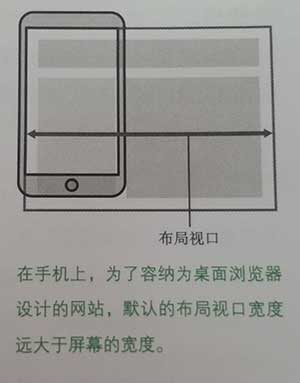 布局视口
在手机上，为了容纳为桌面浏览器
设计的网站，默认的布局视口宽度
远大于屏幕的宽度。